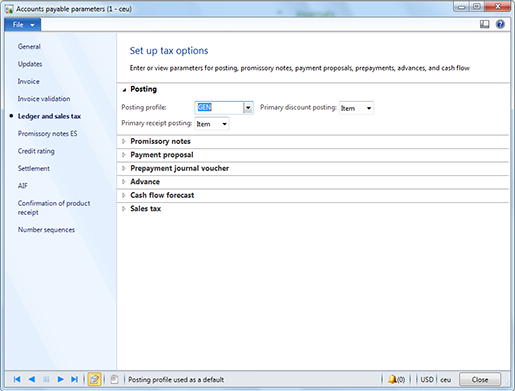 Accounts payable parameters (1 - ceu)
File
General
Updates
Invoice
Invoice validation
Ledger and sales tax
Promissory notes ES
Credit rating
Settlement
AIF
Confirmation of product
receipt
Number sequences
Set up tax options
Enter or view parameters for posting, promissory notes, payment proposals, prepayments, advances, and cash flow
Posting
Posting profile: GEN Primary discount posting: Item
Primary receipt posting: Item
Promissory notes
Payment proposal
Prepayment journal voucher
Advance
Cash flow forecast
Sales tax
Posting profile used as a default (0) USD ceu Close